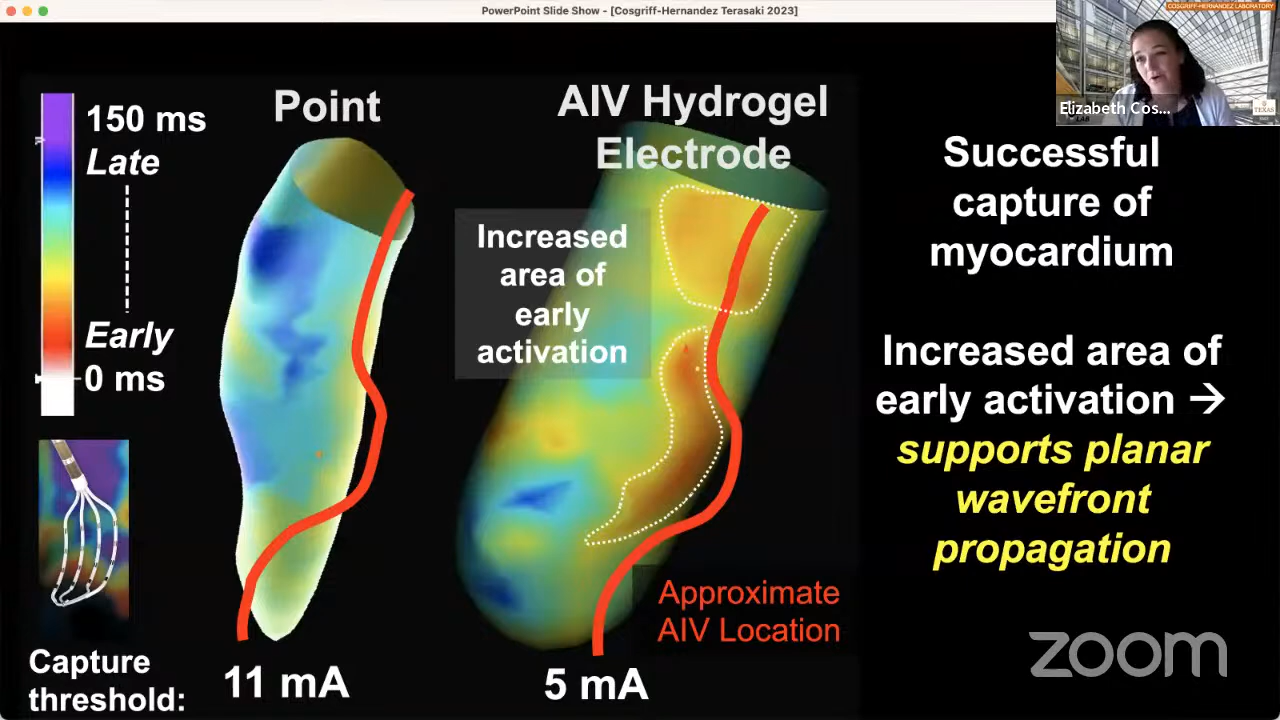 PowerPoint Slide Show - [Cosgriff-Hernandez Terasaki 2023]
COSGRIFF-HERNANDEZ LABORATORY
Elizabeth Cos...
TEXAS
150 ms
Late
Early
0 ms
Point
AIV Hydrogel
Electrode
Increased
area of
early
activation
Approximate
AIV Location
Capture
threshold:
11 mA
5 mA
Successful
capture of
myocardium
Increased area of
early activation →
supports planar
wavefront
propagation
zoom